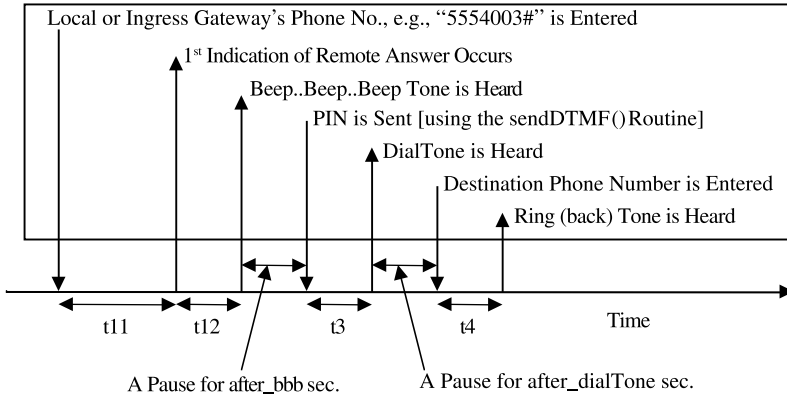 Local or Ingress Gateway's Phone No., e.g., “5554003#” is Entered
1st Indication of Remote Answer Occurs
Beep..Beep..Beep Tone is Heard
PIN is Sent [using the sendDTMF() Routine]
DialTone is Heard
Destination Phone Number is Entered
Ring (back) Tone is Heard
t11
t12
t3
t4
Time
A Pause for after_bbb sec.
A Pause for after_dialTone sec.